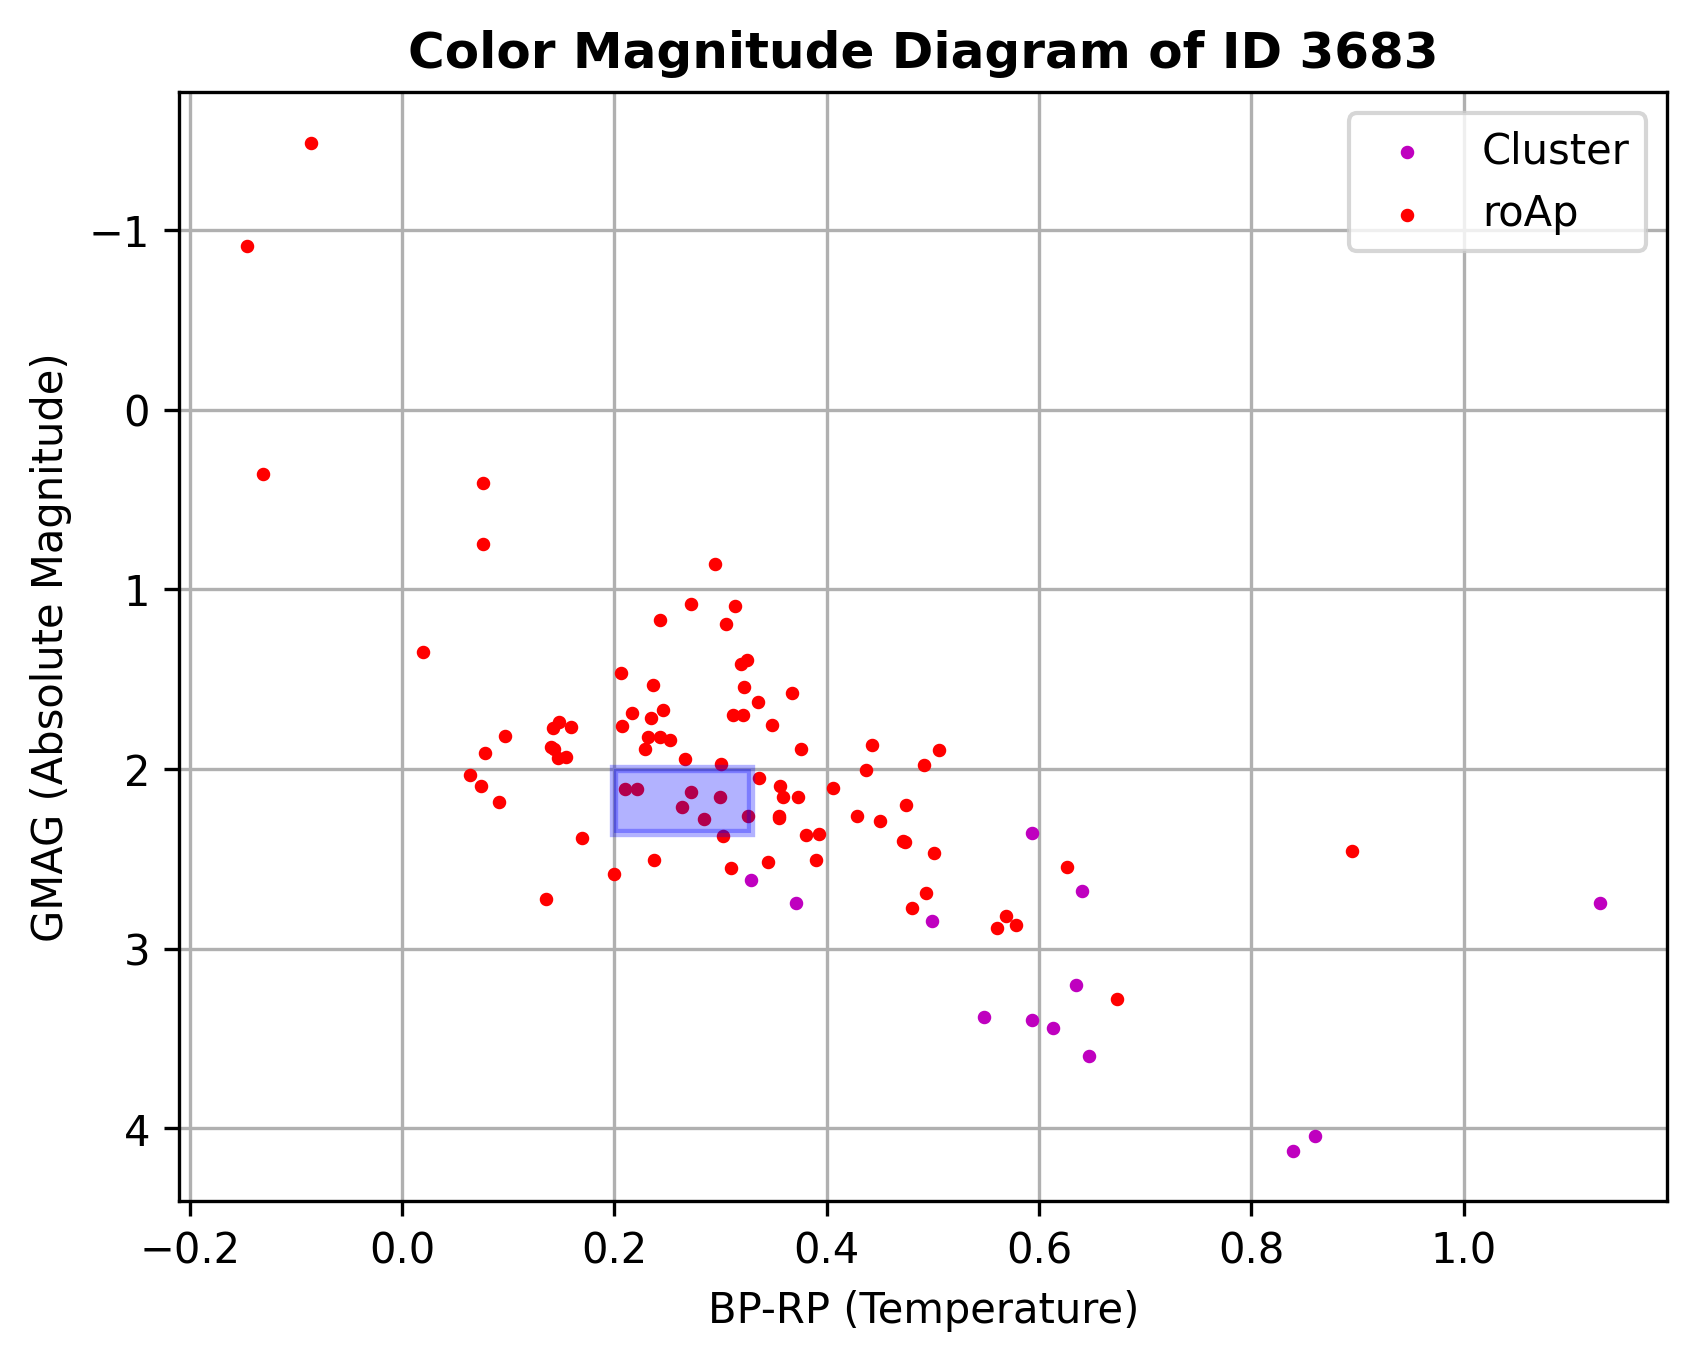 Color Magnitude Diagram of ID 3683
Cluster
roAp
GMAG (Absolute Magnitude)
−1
0
1
2
3
4
−0.2 0.0 0.2 0.4 0.6 0.8 1.0
BP-RP (Temperature)